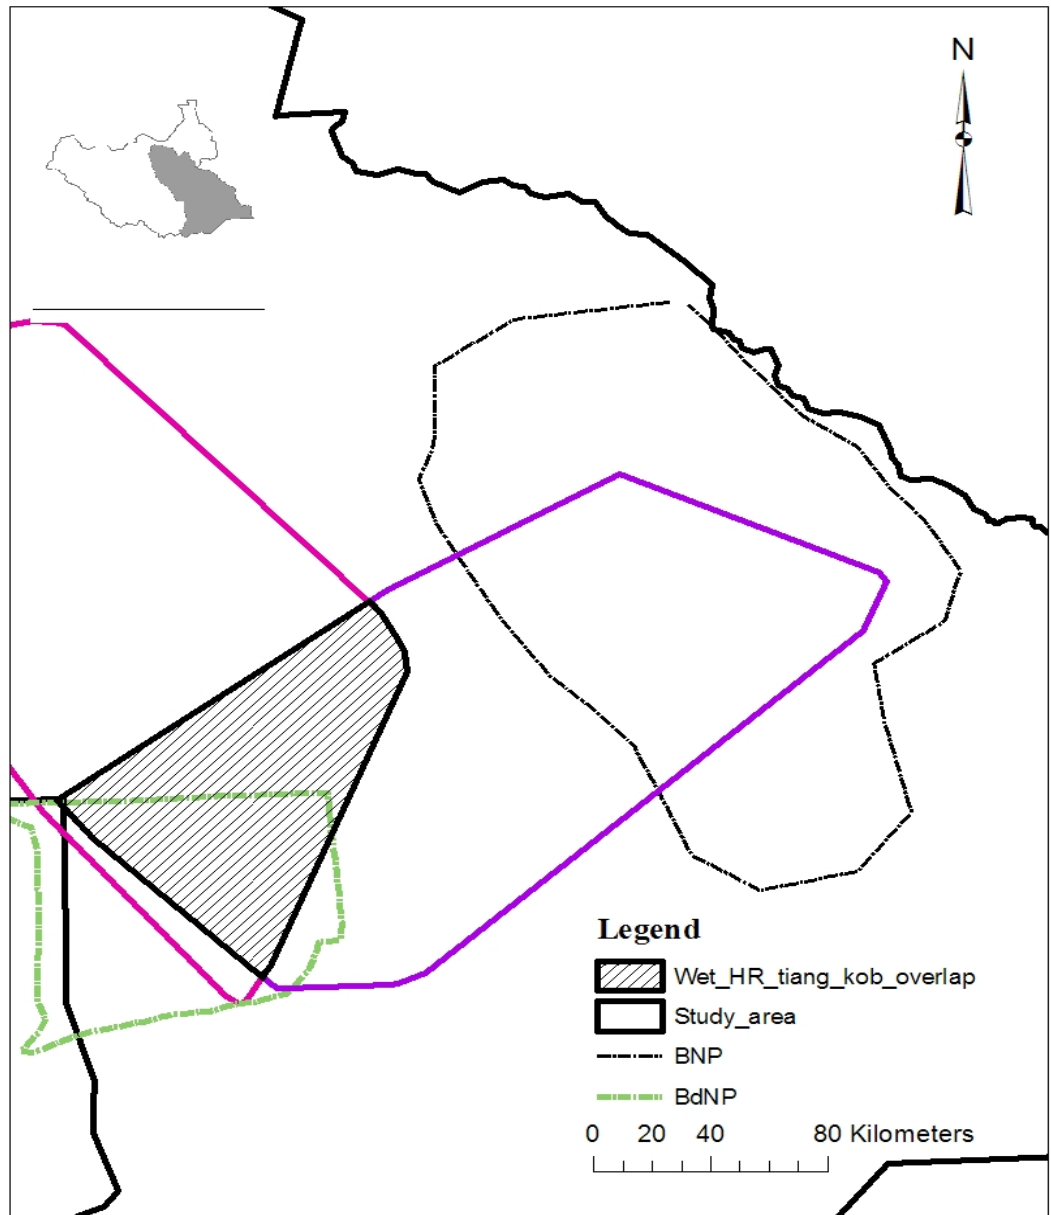 N
Legend
Wet_HR_tiang_kob_overlap
Study_area
BNP
BdNP
0 20 40 80 Kilometers